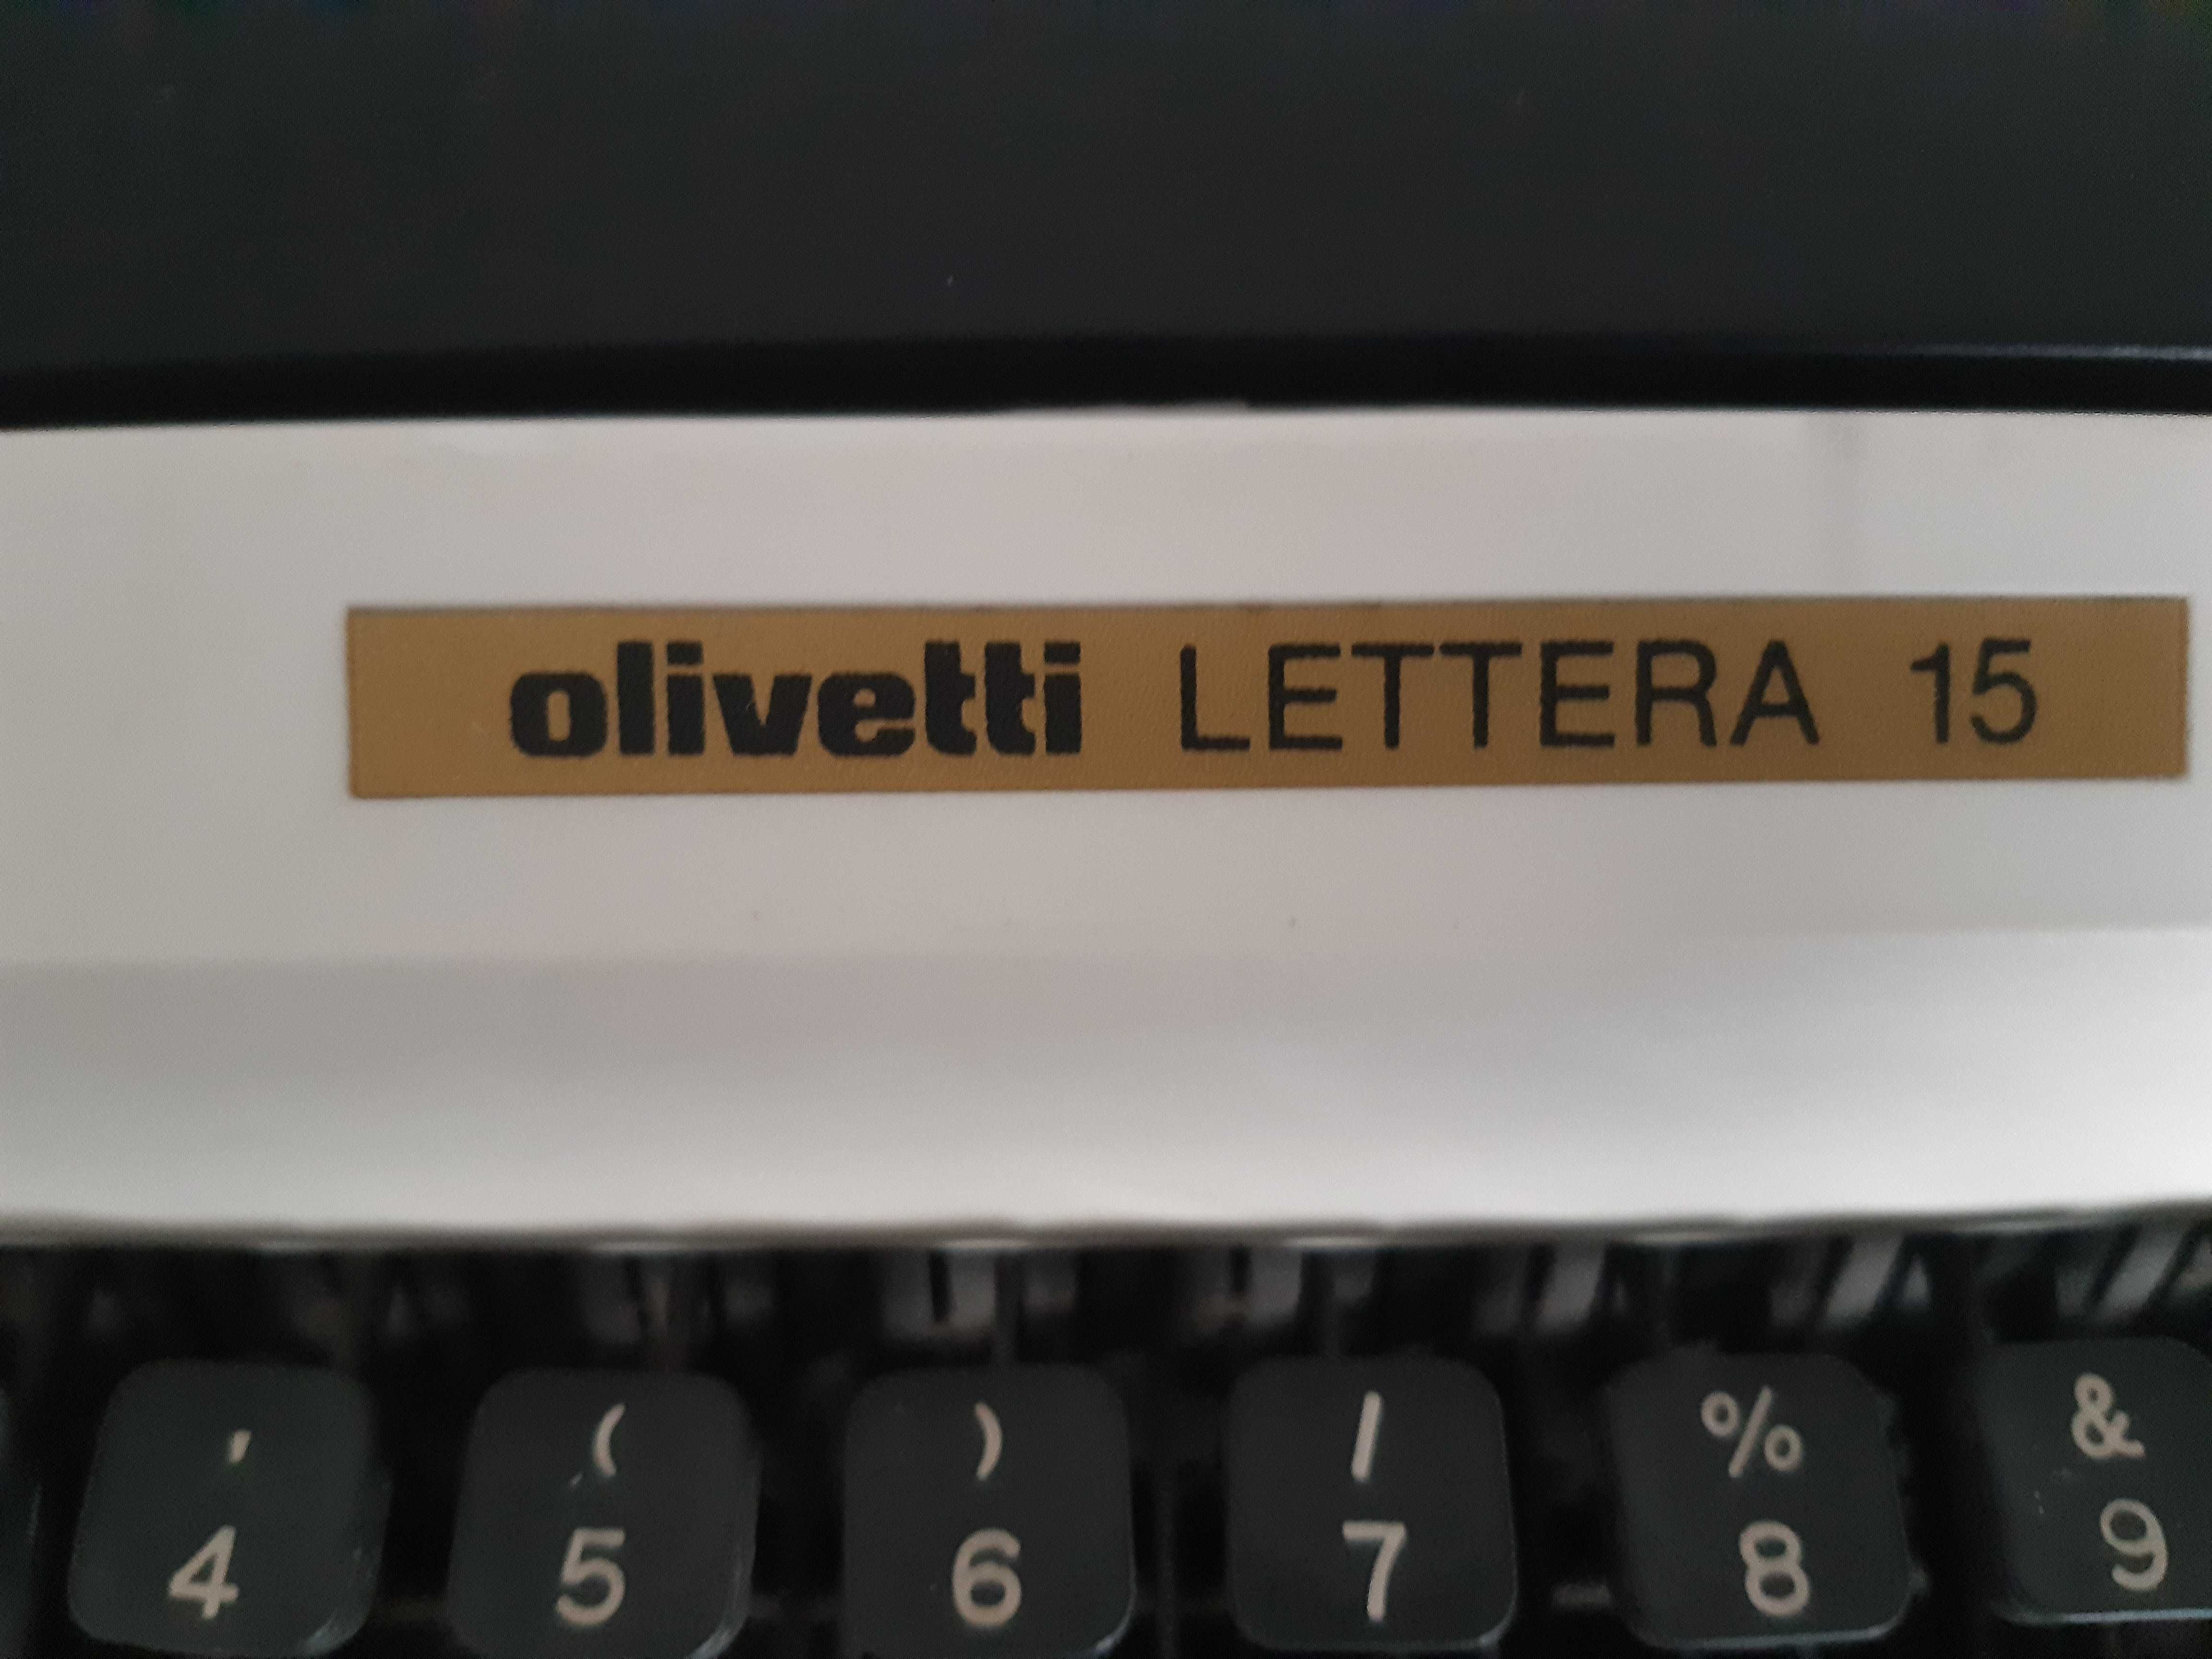 olivetti LETTERA 15
' ( ) / % &
4 5 6 7 8 9